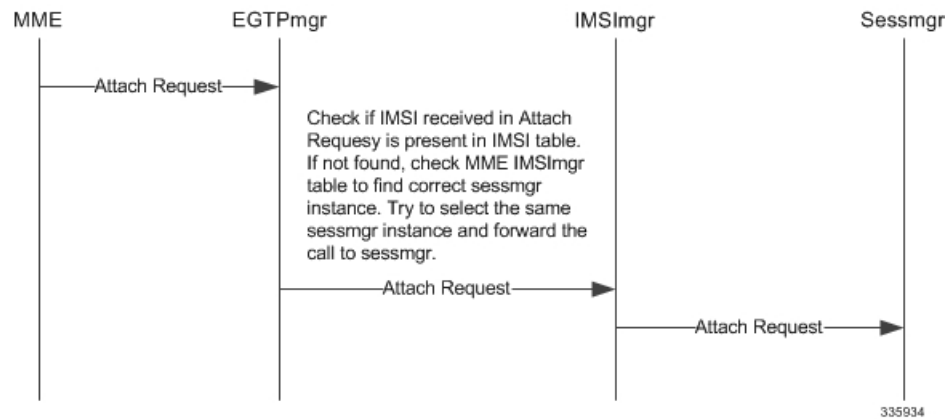 MME EGTPmgr IMSImgr Sessmgr
Attach Request
Check if IMSI received in Attach
Requesy is present in IMSI table.
If not found, check MME IMSImgr
table to find correct sessmgr
instance. Try to select the same
sessmgr instance and forward the
call to sessmgr.
Attach Request
Attach Request
335934